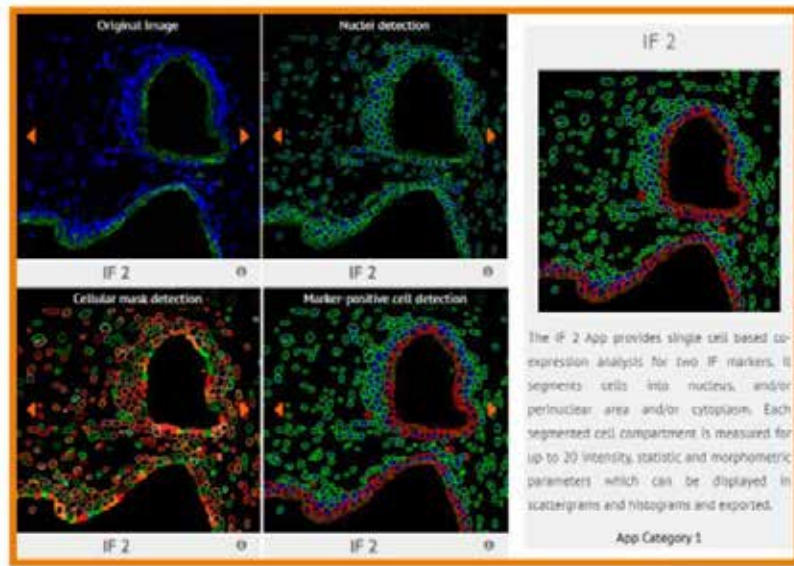 Original Image
Nuclei detection
IF 2
IF 2
Cellular mask detection
Marker-positive cell detection
IF 2
IF 2
IF 2
The IF 2 App provides single cell based co-
expression analysis for two IF markers. It
segments cells into nucleus, and/or
perinuclear area and/or cytoplasm. Each
segmented cell compartment is measured for
up to 20 intensity, statistic and morphometric
parameters which can be displayed in
scattergrams and histograms and exported.
App Category 1